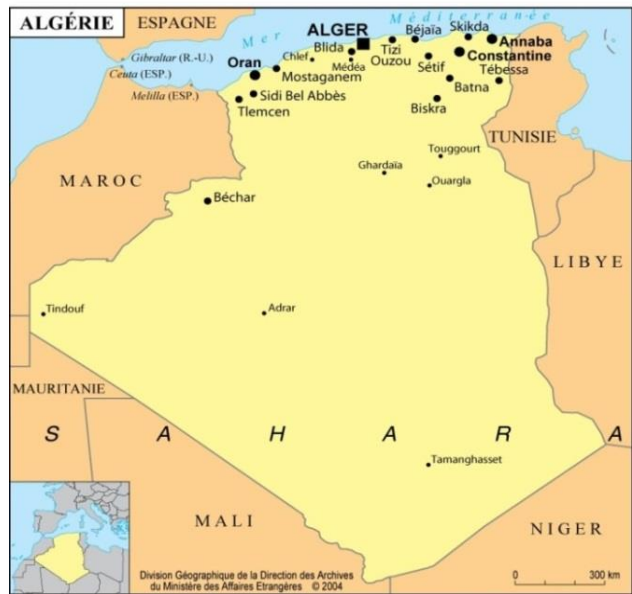 ALGÉRIE
ESPAGNE
Mer Méditerranée
Gibraltar (R.-U.)
Ceuta (ESP.)
Melilla (ESP.)
ALGER
Béjaïa
Skikda
Annaba
Constantine
Blida
Tizi
Ouzou
Chlef
Médéa
Oran
Mostaganem
Sétif
Tébessa
Batna
Sidi Bel Abbès
Tlemcen
Biskra
TUNISIE
Touggourt
MAROC
Ghardaïa
Ouargla
Béchar
LIBYE
Tindouf
Adrar
MAURITANIE
SAHARA
Tamanghasset
MALI
NIGER
Division Géographique de la Direction des Archives
du Ministère des Affaires Etrangères © 2004
0 300 km